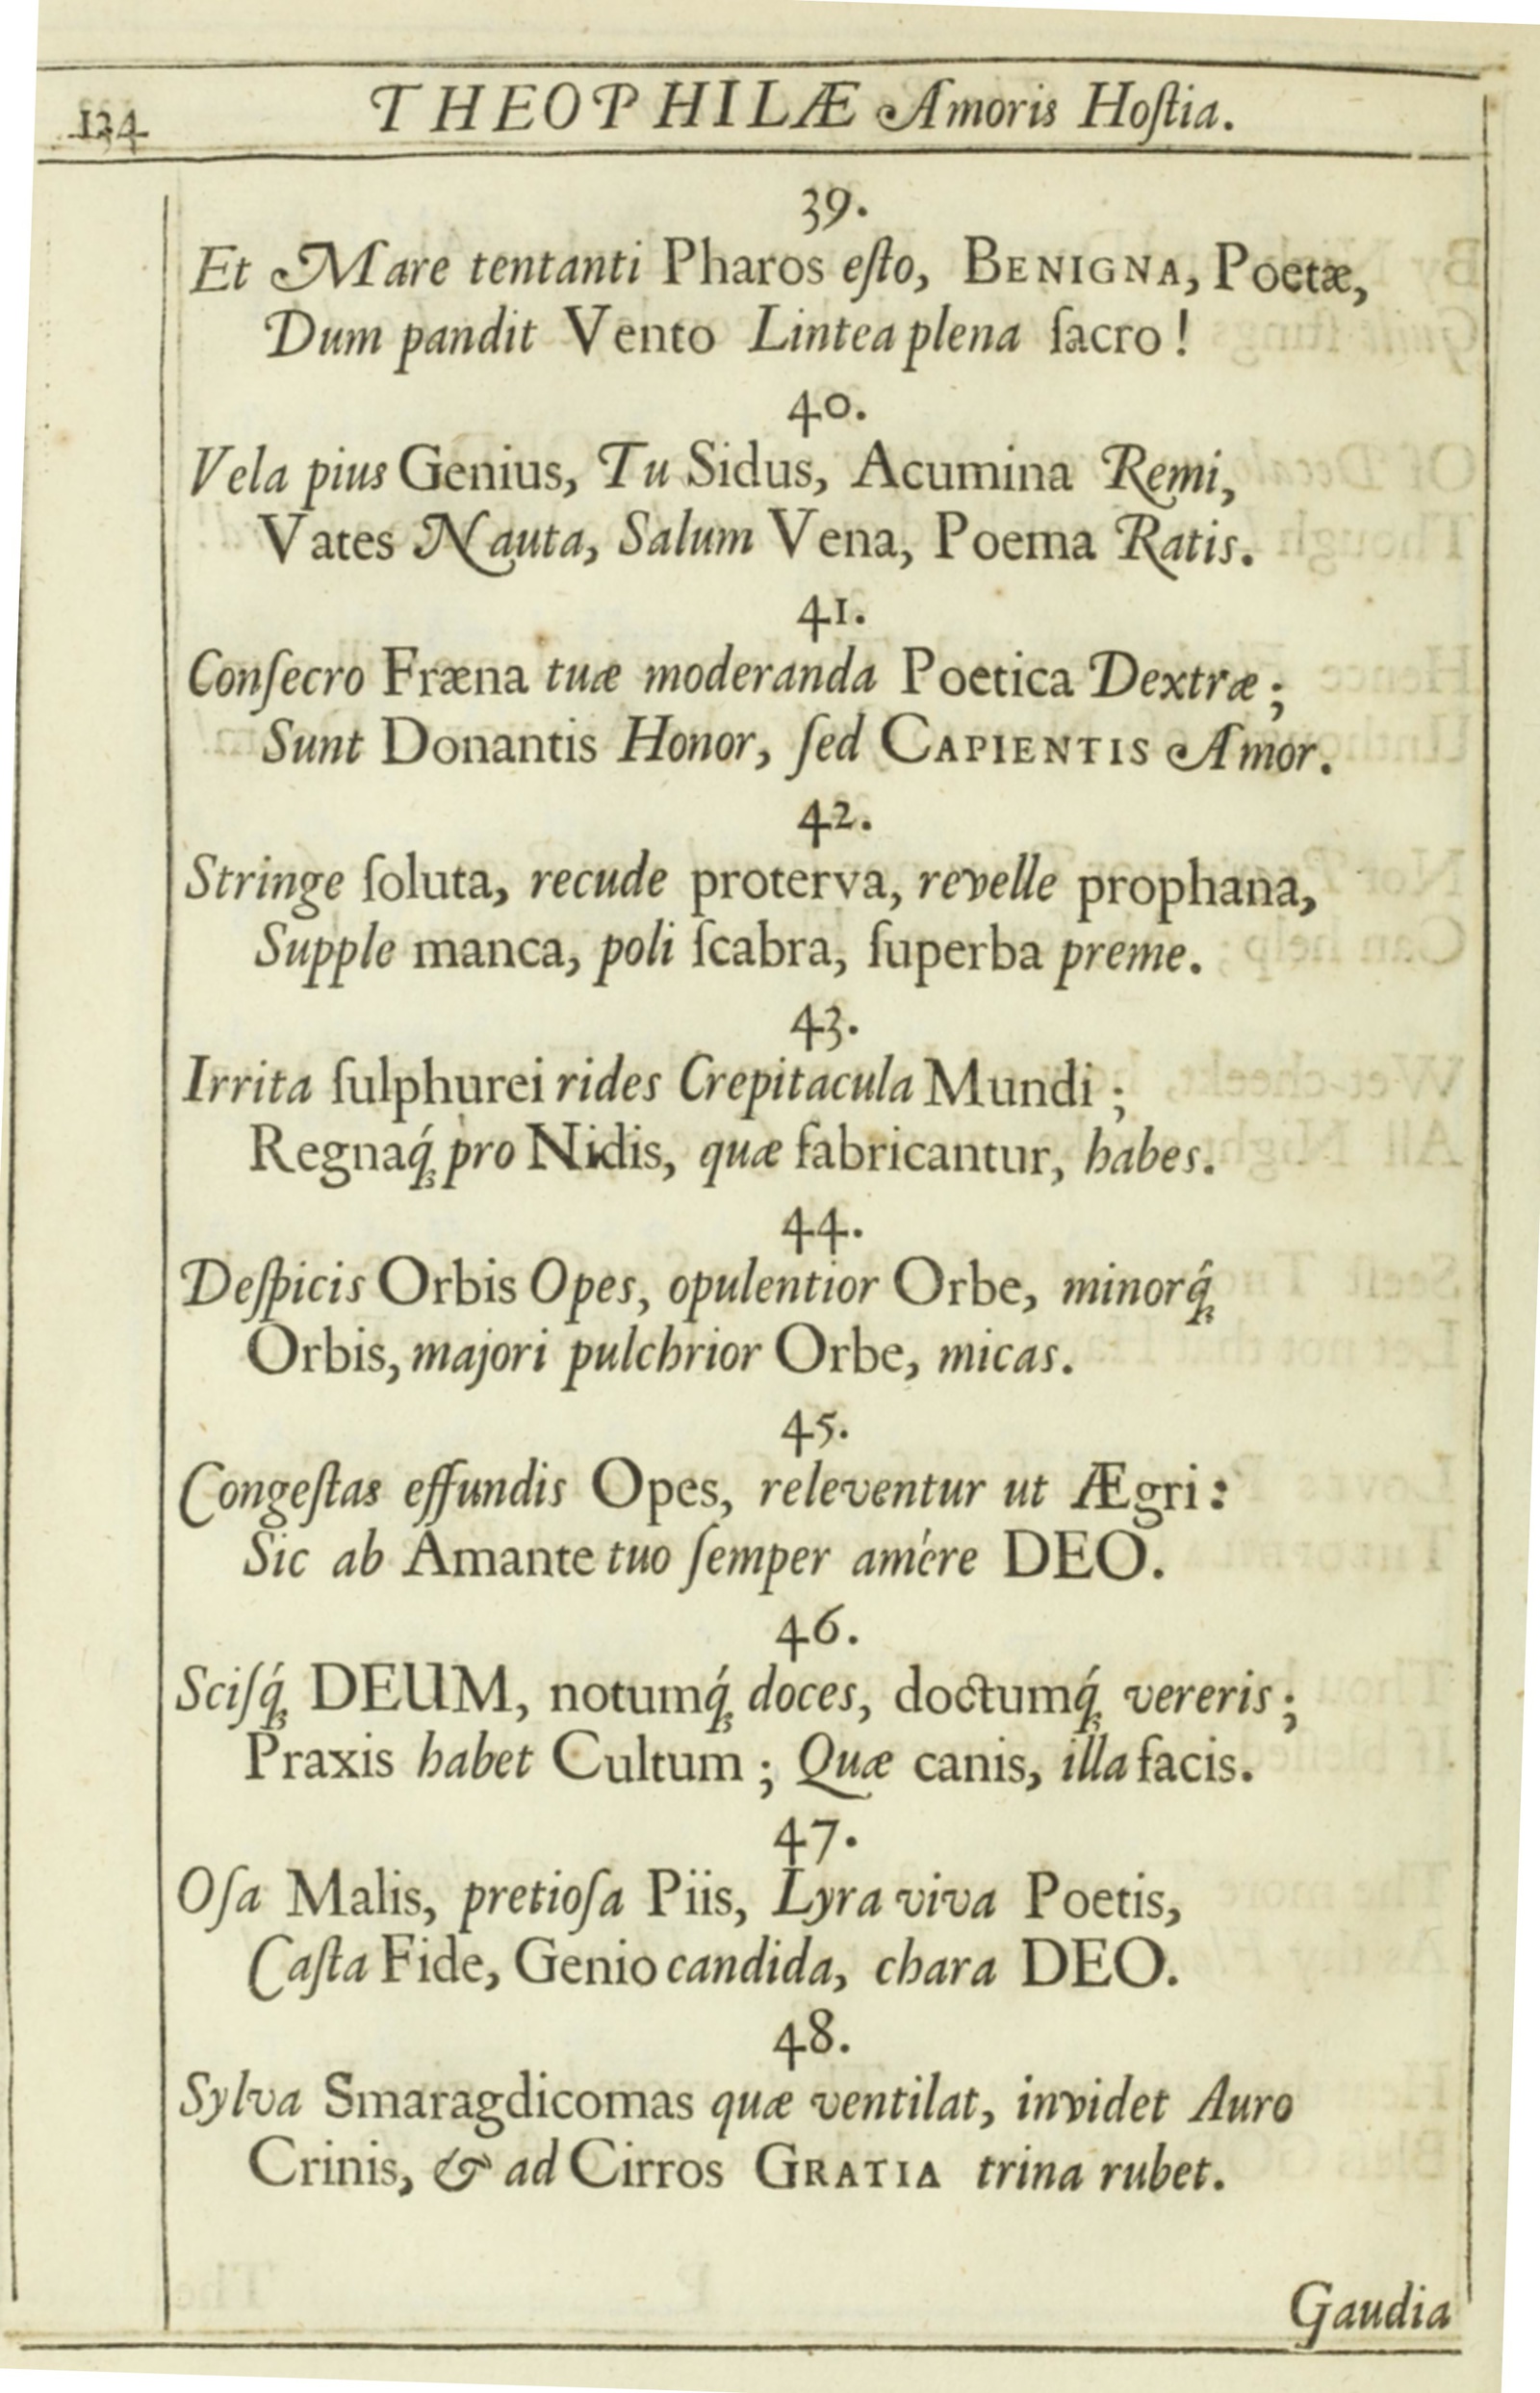 134
THEOPHILÆ Amoris Hoſtia.
39.
Et Mare tentanti Pharos eſto, BENIGNA, Poetæ,
Dum pandit Vento Lintea plena ſacro!
40.
Vela pius Genius, Tu Sidus, Acumina Remi,
Vates Nauta, Salum Vena, Poema Ratis.
41.
Conſecro Fræna tuæ moderanda Poetica Dextræ;
Sunt Donantis Honor, ſed CAPIENTIS Amor.
42.
Stringe ſoluta, recude proterva, revelle prophana,
Supple manca, poli ſcabra, ſuperba preme.
43.
Irrita ſulphurei rides Crepitacula Mundi;
Regnaq́; pro Nidis, quæ fabricantur, habes.
44.
Deſpicis Orbis Opes, opulentior Orbe, minorq́;
Orbis, majori pulchrior Orbe, micas.
45.
Congeſtas effundis Opes, releventur ut Ægri:
Sic ab Amante tuo ſemper amêre DEO.
46.
Sciſq́; DEUM, notumq́; doces, doctumq́; vereris;
Praxis habet Cultum; Quæ canis, illa facis.
47.
Oſa Malis, pretioſa Piis, Lyra viva Poetis,
Caſta Fide, Genio candida, chara DEO.
48.
Sylva Smaragdicomas quæ ventilat, invidet Auro
Crinis, & ad Cirros GRATIA trina rubet.
Gaudia